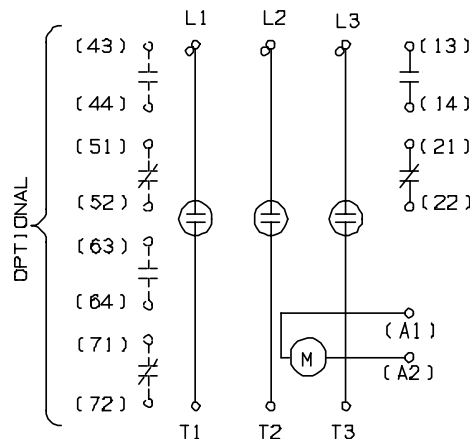 L1 L2 L3
(43) (13)
(44) (14)
(51) (21)
(52) (22)
OPTIONAL
(63)
(64)
(A1)
(71)
M
(A2)
(72)
T1 T2 T3